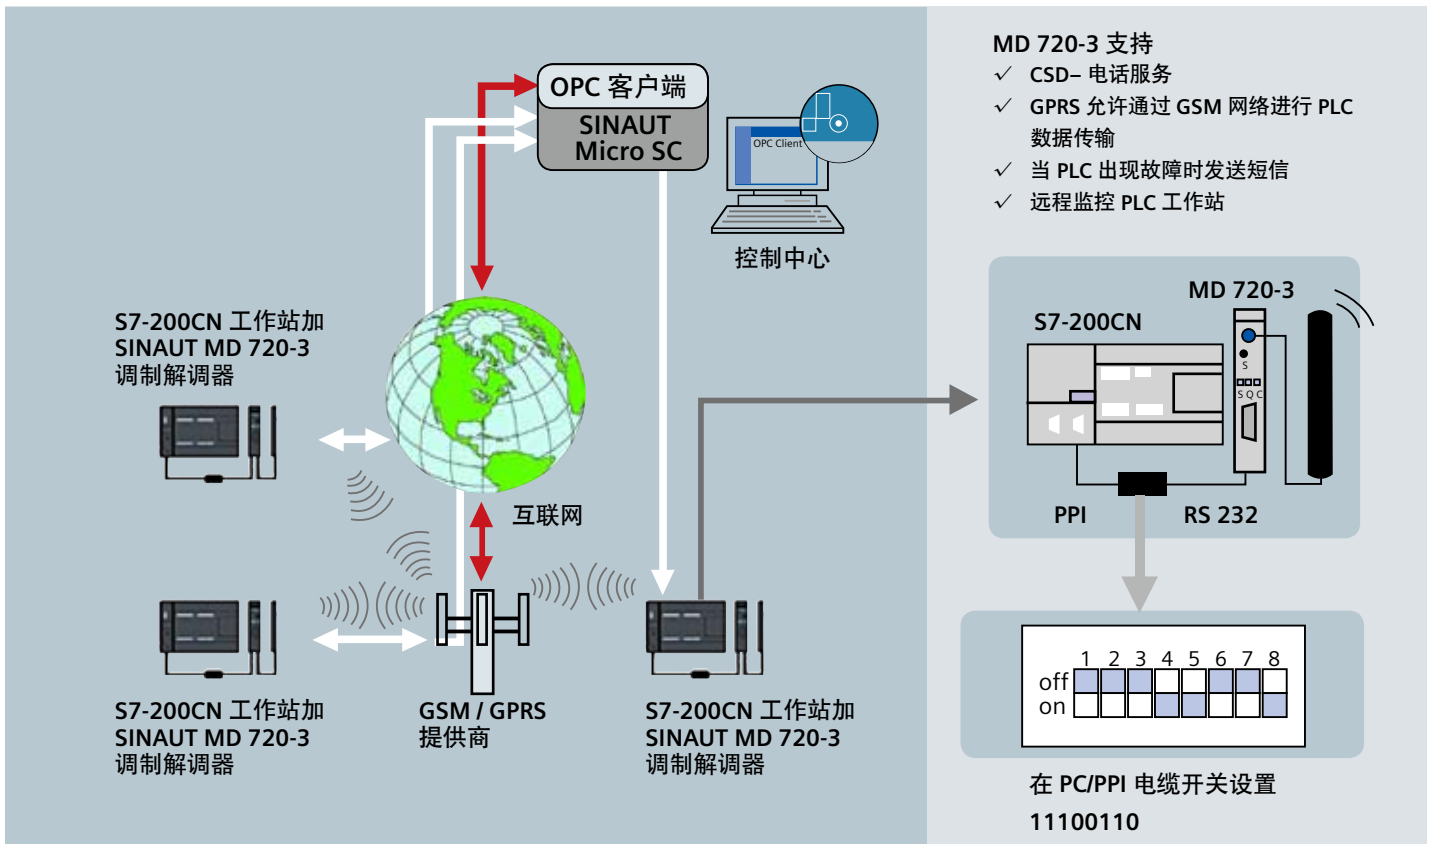 OPC 客户端
SINAUT
Micro SC
OPC Client
控制中心
S7-200CN 工作站加
SINAUT MD 720-3
调制解调器
互联网
S7-200CN 工作站加
SINAUT MD 720-3
调制解调器
GSM / GPRS
提供商
S7-200CN 工作站加
SINAUT MD 720-3
调制解调器
MD 720-3 支持
✓ CSD– 电话服务
✓ GPRS 允许通过 GSM 网络进行 PLC
数据传输
✓ 当 PLC 出现故障时发送短信
✓ 远程监控 PLC 工作站
MD 720-3
S7-200CN
S
S Q C
PPI RS 232
1 2 3 4 5 6 7 8
off
on
在 PC/PPI 电缆开关设置
11100110